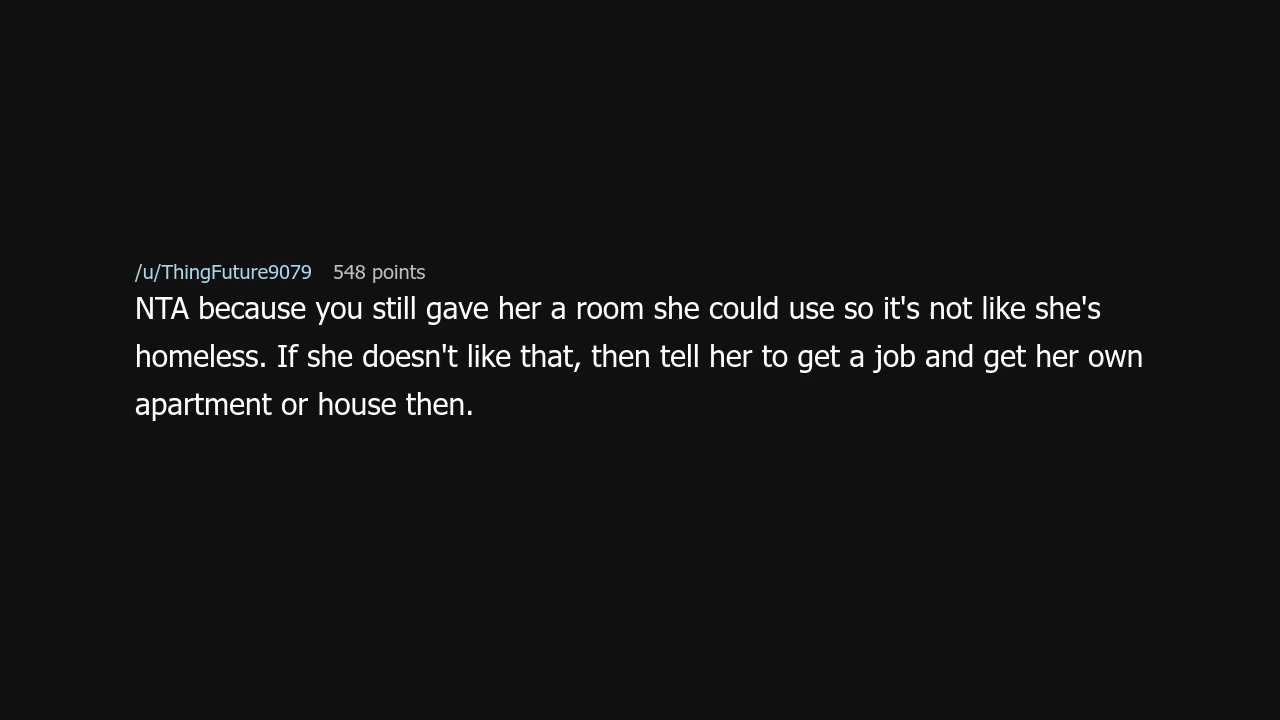 /u/ThingFuture9079 548 points
NTA because you still gave her a room she could use so it's not like she's
homeless. If she doesn't like that, then tell her to get a job and get her own
apartment or house then.